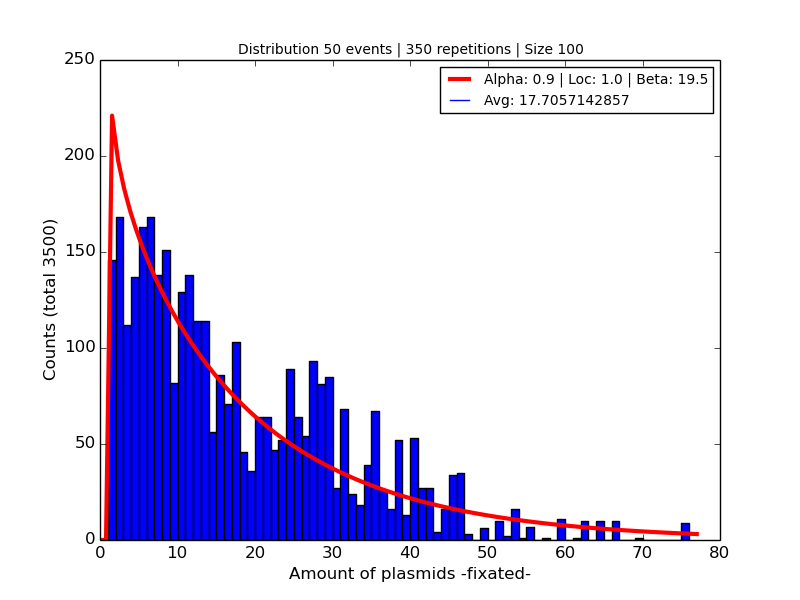 Distribution 50 events | 350 repetitions | Size 100
Alpha: 0.9 | Loc: 1.0 | Beta: 19.5
Avg: 17.7057142857
250
200
150
100
50
0
Counts (total 3500)
0 10 20 30 40 50 60 70 80
Amount of plasmids -fixated-